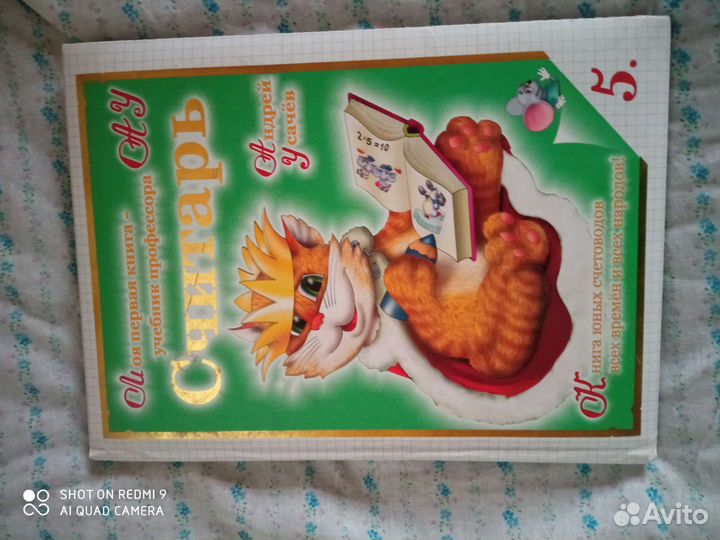 Моя первая книга –
учебник профессора АУ
Считарь
Андрей
Усачёв
2*5=10
Книга юных счетоводов
всех времён и всех народов!
5.
SHOT ON REDMI 9
AI QUAD CAMERA
Avito